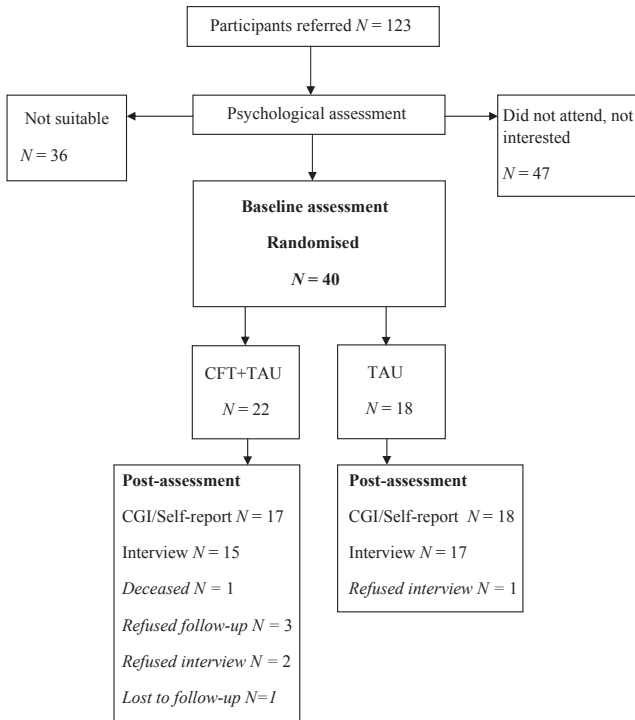 Participants referred N = 123
Not suitable
N = 36
Psychological assessment
Did not attend, not
interested
N = 47
Baseline assessment
Randomised
N = 40
CFT+TAU
N = 22
TAU
N = 18
Post-assessment
CGI/Self-report N = 17
Interview N = 15
Deceased N = 1
Refused follow-up N = 3
Refused interview N = 2
Lost to follow-up N=1
Post-assessment
CGI/Self-report N = 18
Interview N = 17
Refused interview N = 1